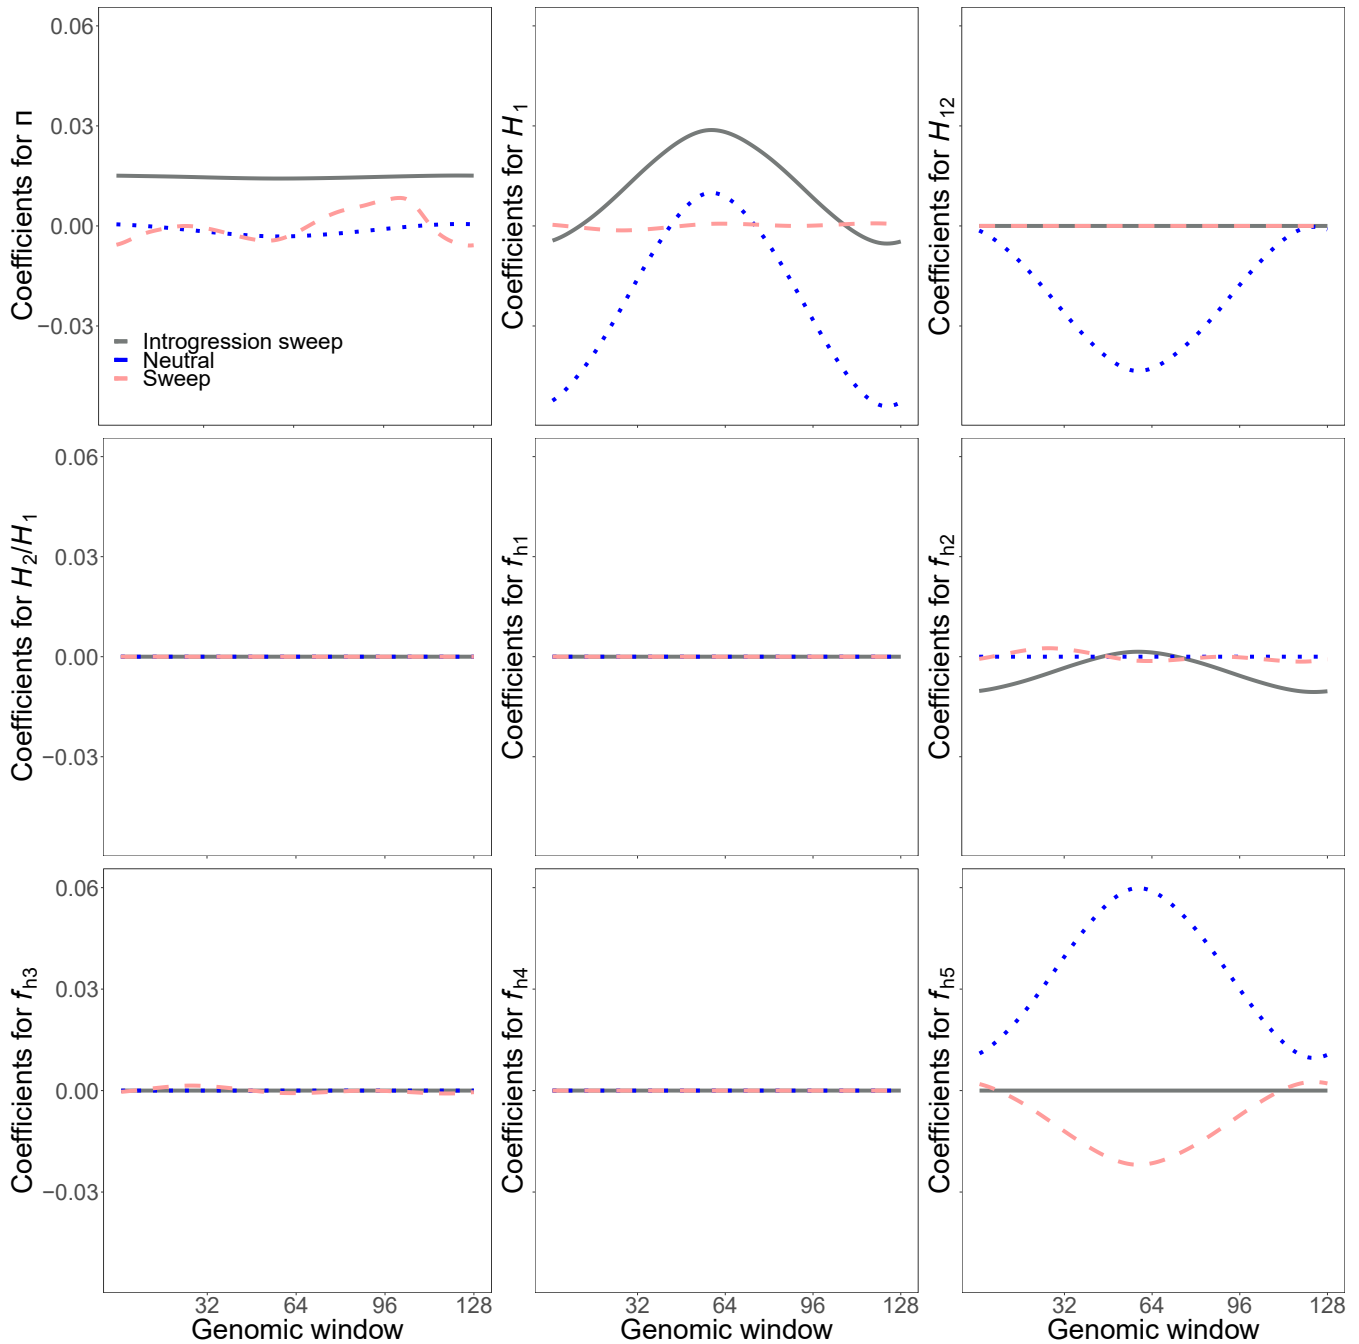 Coefficients for π
0.06
0.03
0.00
−0.03
Introgression sweep
Neutral
Sweep
Coefficients for H1
Coefficients for H12
Coefficients for H2/H1
0.06
0.03
0.00
−0.03
Coefficients for fh1
Coefficients for fh2
Coefficients for fh3
0.06
0.03
0.00
−0.03
Coefficients for fh4
Coefficients for fh5
32 64 96 128
32 64 96 128
32 64 96 128
Genomic window
Genomic window
Genomic window